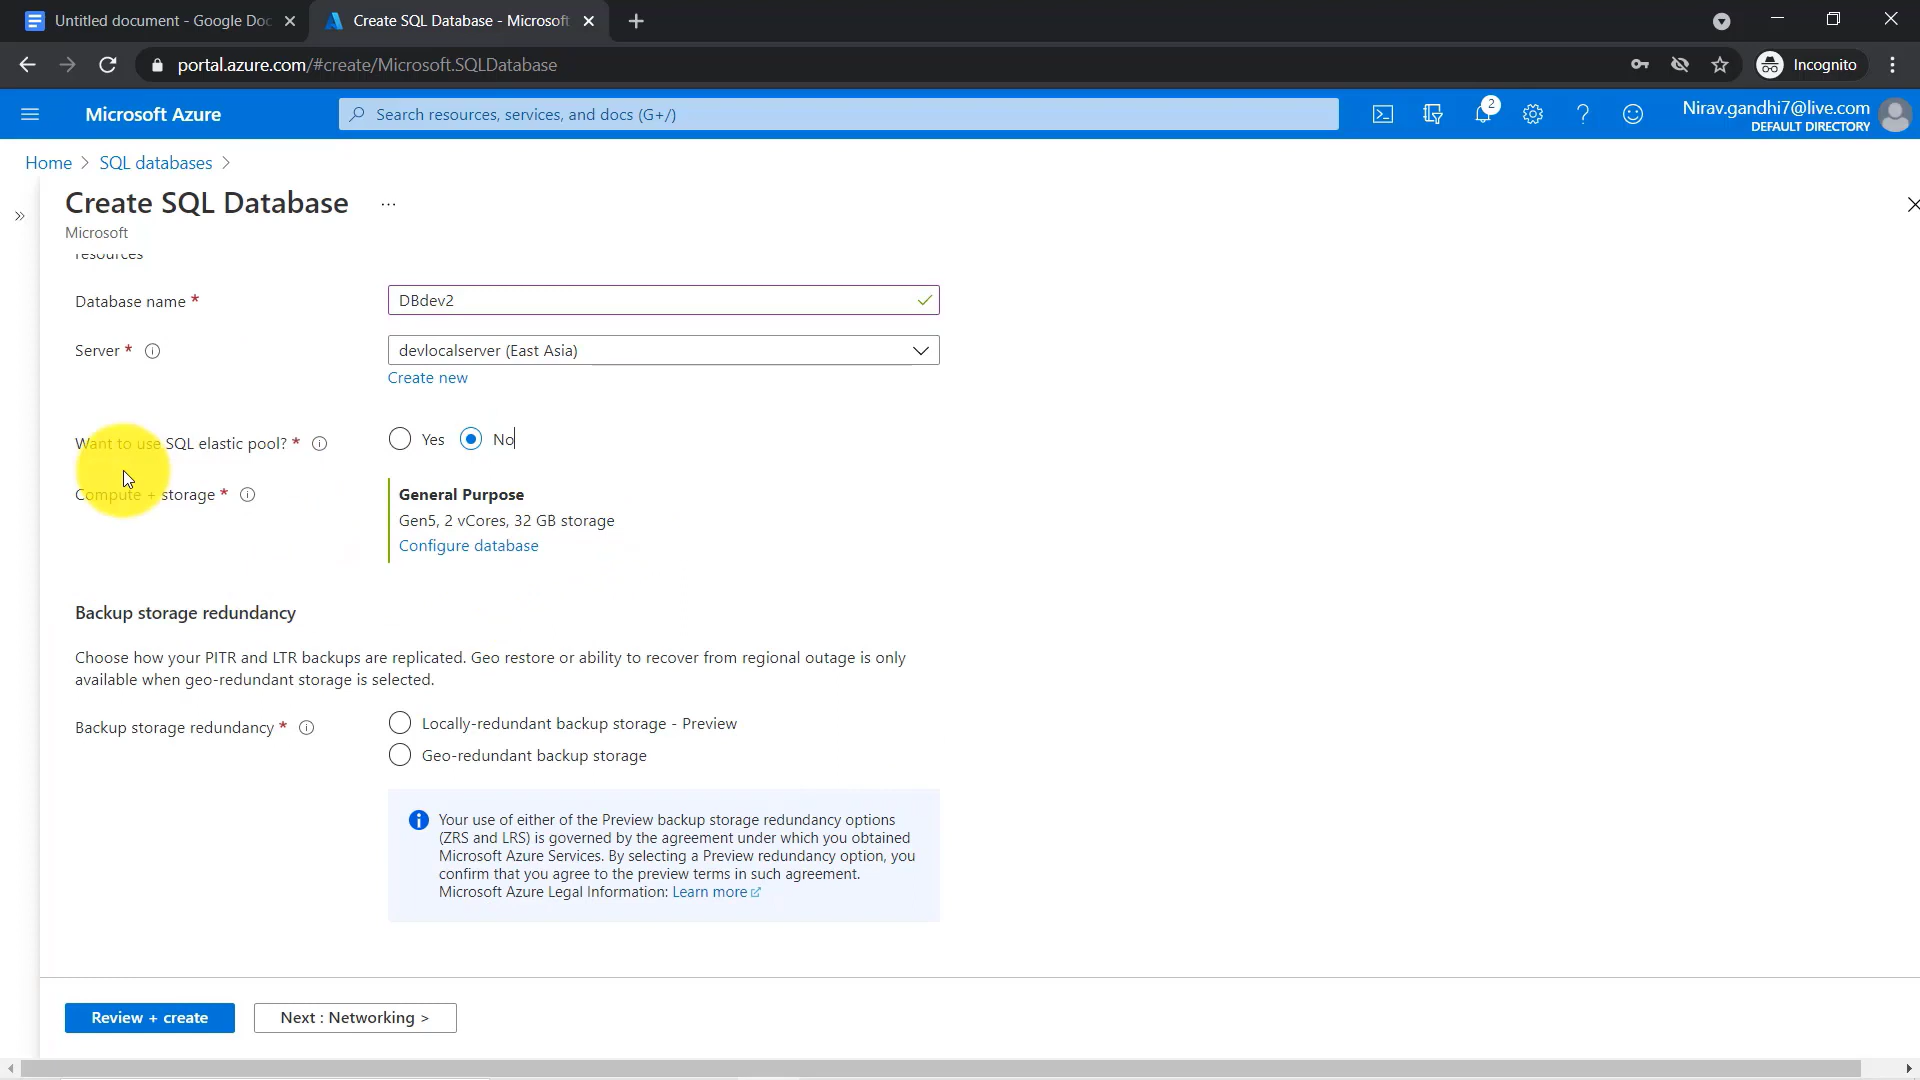 Untitled document - Google Doc
Create SQL Database - Microsoft
portal.azure.com/#create/Microsoft.SQLDatabase
Incognito
Microsoft Azure
Search resources, services, and docs (G+/)
2
Nirav.gandhi7@live.com
DEFAULT DIRECTORY
Home > SQL databases >
Create SQL Database ...
Microsoft
resources
Database name *
DBdev2
Server *
devlocalserver (East Asia)
Create new
Want to use SQL elastic pool? *
Yes
No
Compute + storage *
General Purpose
Gen5, 2 vCores, 32 GB storage
Configure database
Backup storage redundancy
Choose how your PITR and LTR backups are replicated. Geo restore or ability to recover from regional outage is only
available when geo-redundant storage is selected.
Backup storage redundancy *
Locally-redundant backup storage - Preview
Geo-redundant backup storage
Your use of either of the Preview backup storage redundancy options
(ZRS and LRS) is governed by the agreement under which you obtained
Microsoft Azure Services. By selecting a Preview redundancy option, you
confirm that you agree to the preview terms in such agreement.
Microsoft Azure Legal Information: Learn more
Review + create
Next : Networking >